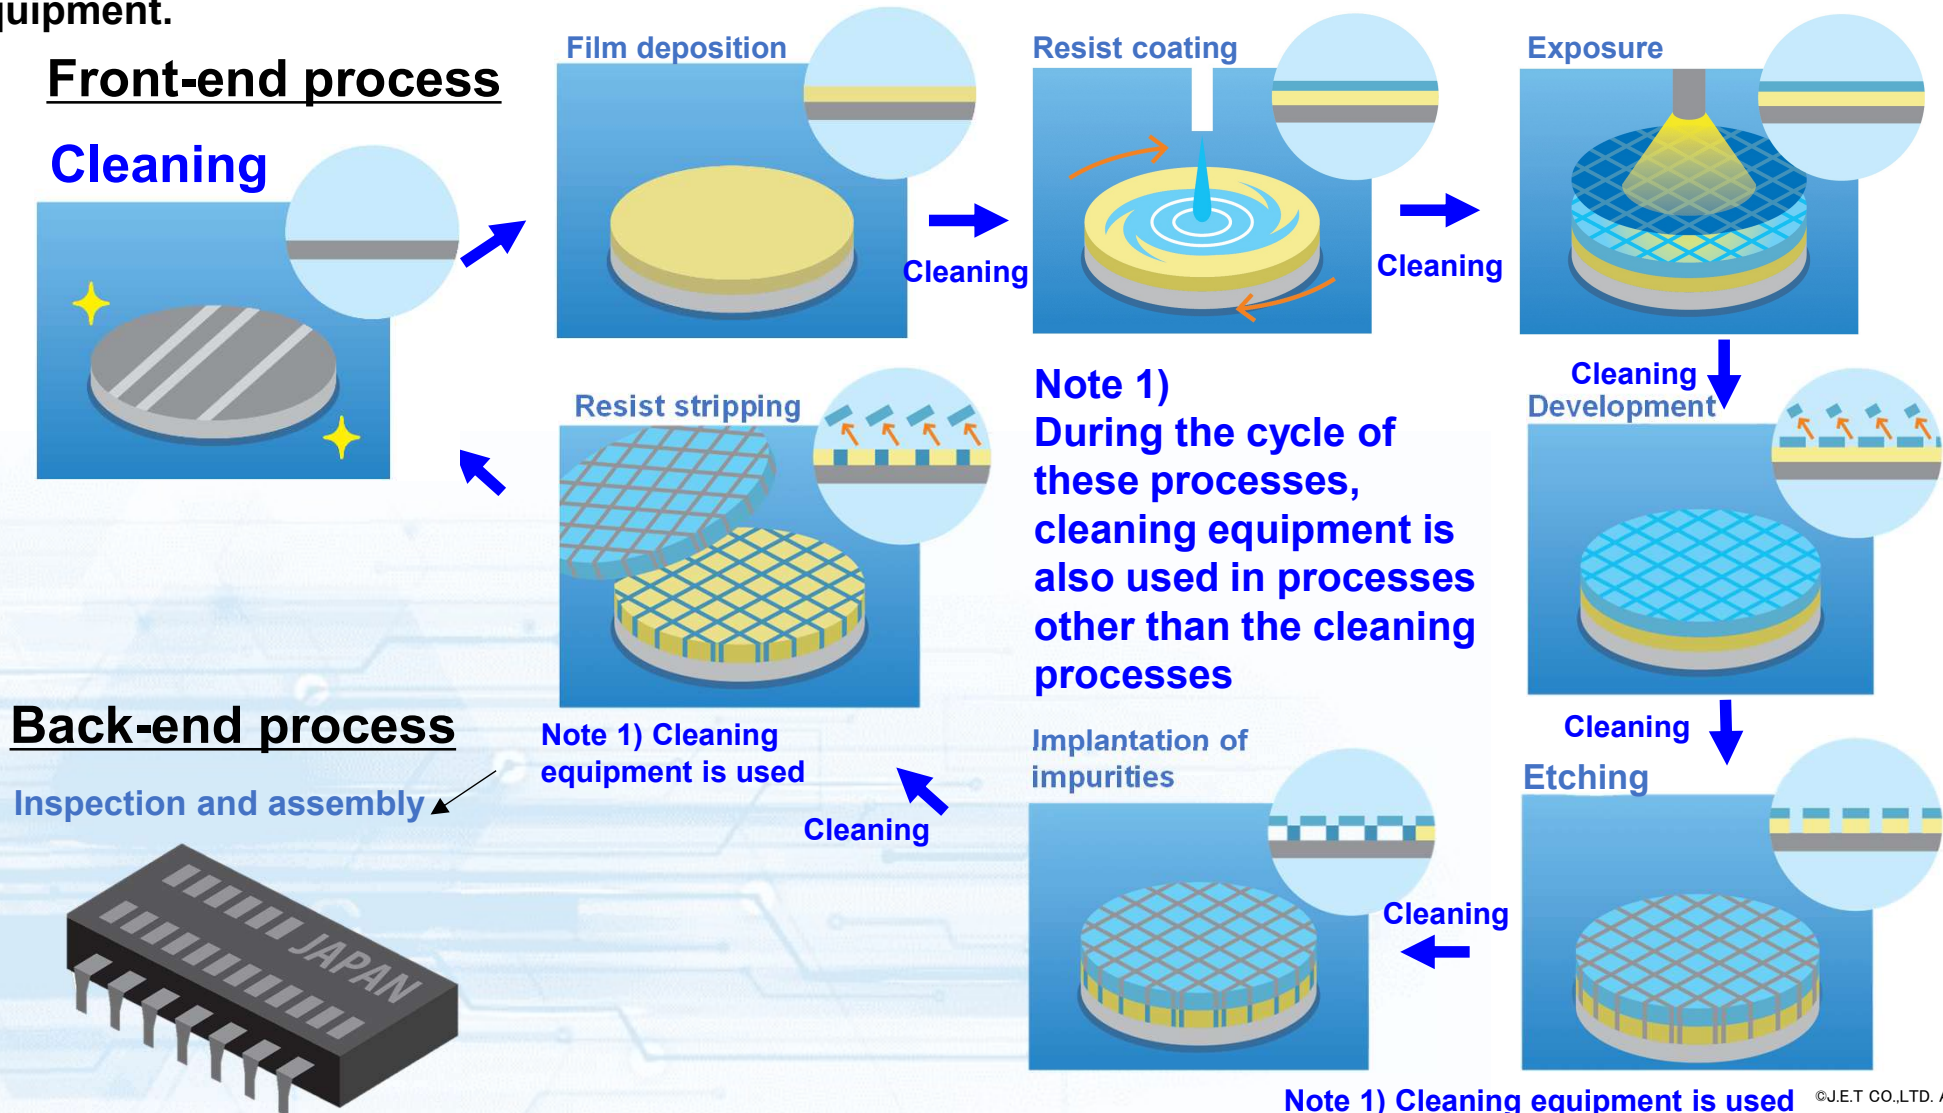 quipment.
Front-end process
Cleaning
Film deposition
Cleaning
Resist coating
Cleaning
Exposure
Cleaning
Development
Cleaning
Etching
Cleaning
Implantation of
impurities
Cleaning
Resist stripping
Note 1) Cleaning
equipment is used
Note 1)
During the cycle of
these processes,
cleaning equipment is
also used in processes
other than the cleaning
processes
Back-end process
Inspection and assembly
JAPAN
Note 1) Cleaning equipment is used
©J.E.T CO.,LTD. A